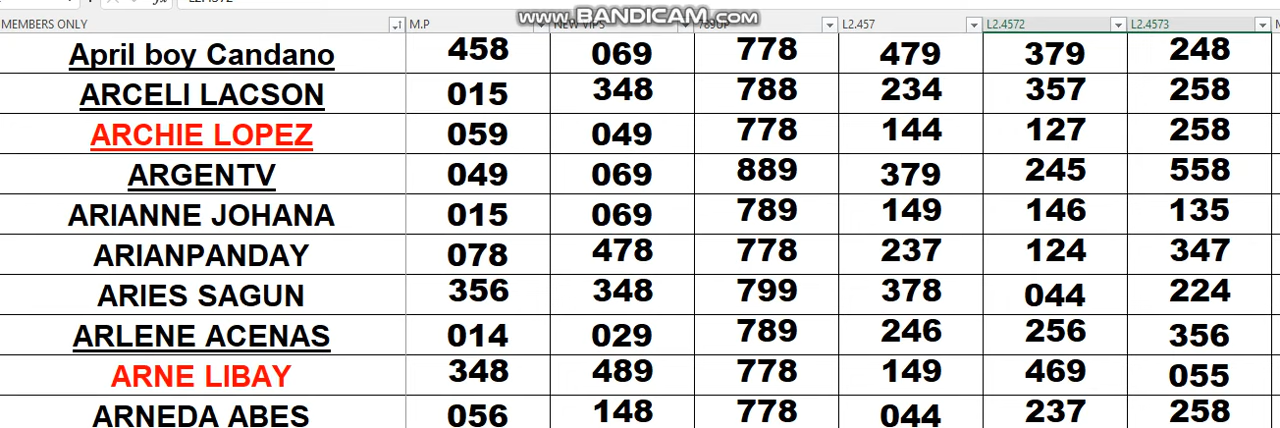 www.BANDICAM.com
MEMBERS ONLY M.P NEW VIPS 789UP L2.457 L2.4572 L2.4573
April boy Candano 458 069 778 479 379 248
ARCELI LACSON 015 348 788 234 357 258
ARCHIE LOPEZ 059 049 778 144 127 258
ARGENTV 049 069 889 379 245 558
ARIANNE JOHANA 015 069 789 149 146 135
ARIANPANDAY 078 478 778 237 124 347
ARIES SAGUN 356 348 799 378 044 224
ARLENE ACENAS 014 029 789 246 256 356
ARNE LIBAY 348 489 778 149 469 055
ARNEDA ABES 056 148 778 044 237 258